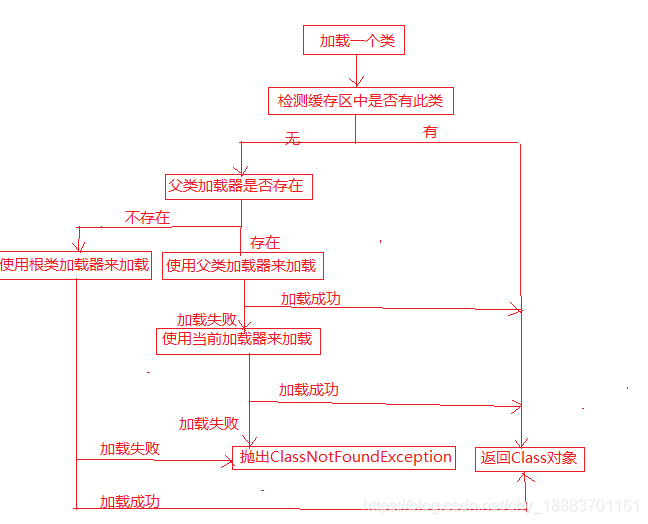 加载一个类
检测缓存区中是否有此类
无
有
父类加载器是否存在
不存在
存在
使用根类加载器来加载
使用父类加载器来加载
加载成功
加载失败
使用当前加载器来加载
加载成功
加载失败
加载失败
抛出ClassNotFoundException
返回Class对象
加载成功
https://blog.csdn.net/chy_18883701161